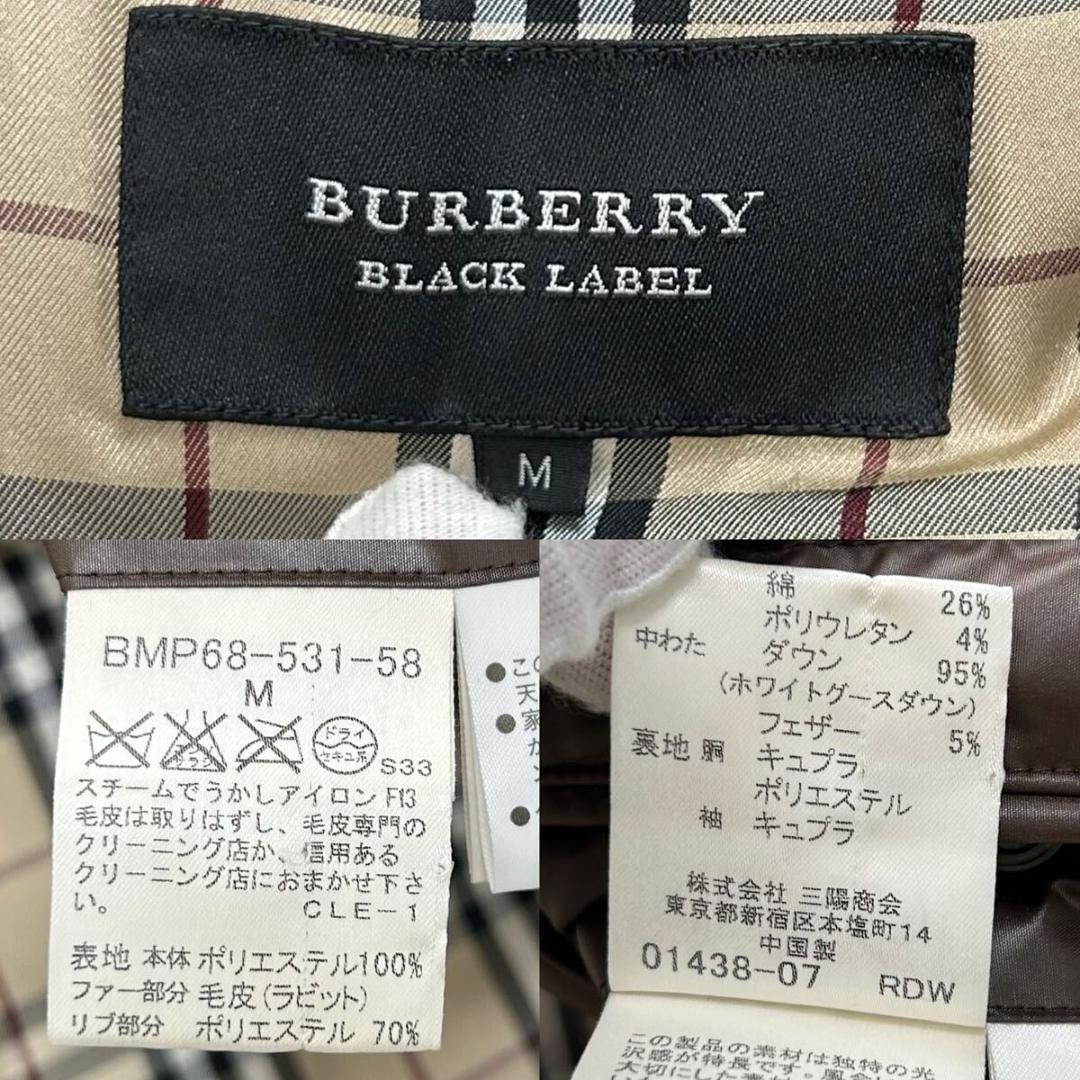 BURBERRY
BLACK LABEL
M
BMP68-531-58
M
ドライ
セキユ系
S33
スチームでうかしアイロン FI3
毛皮は取りはずし、毛皮専門の
クリーニング店か、信用ある
クリーニング店におまかせ下さ
い。 CLE-1
表地 本体 ポリエステル100%
ファー部分 毛皮(ラビット)
リブ部分 ポリエステル 70%
綿 26%
ポリウレタン 4%
中わた ダウン 95%
(ホワイトグースダウン)
フェザー 5%
裏地 胴 キュプラ
ポリエステル
袖 キュプラ
株式会社 三陽商会
東京都新宿区本塩町14
中国製
01438-07 RDW
この製品の素材は独特の光
沢感が特長です。風合